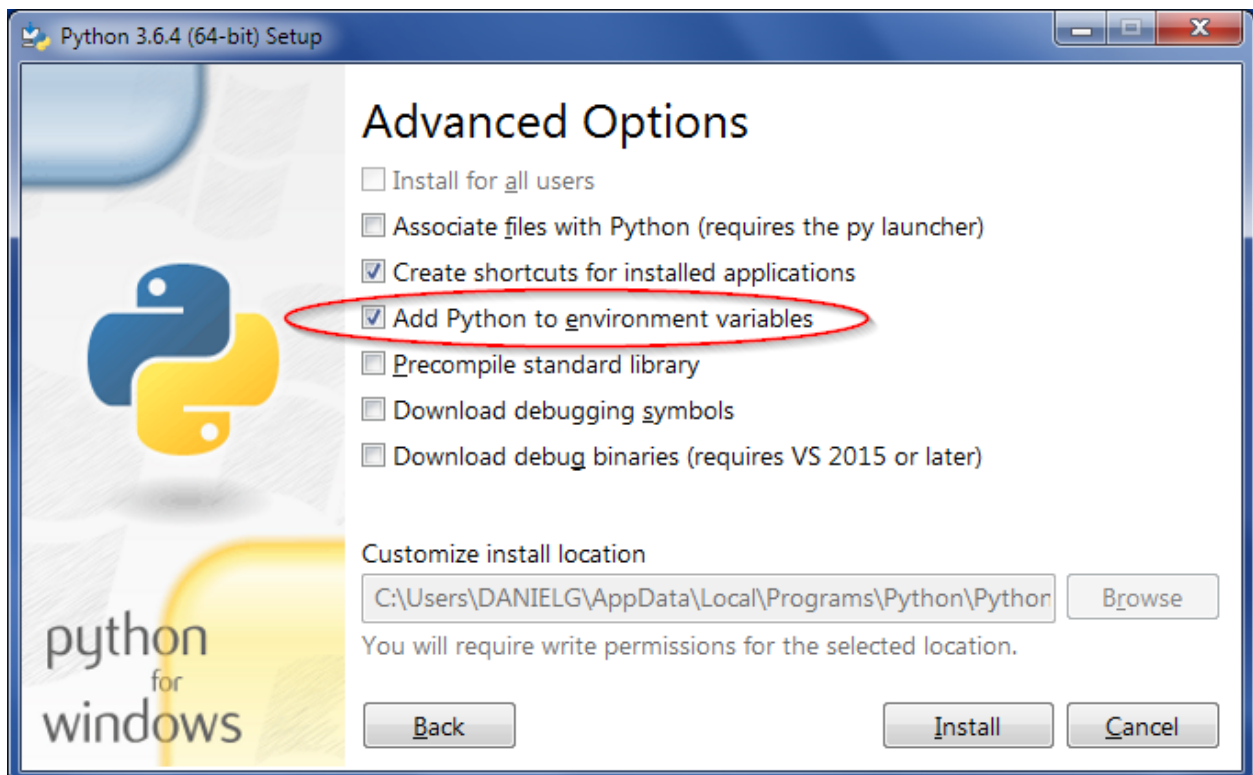 Python 3.6.4 (64-bit) Setup
Advanced Options
Install for all users
Associate files with Python (requires the py launcher)
Create shortcuts for installed applications
Add Python to environment variables
Precompile standard library
Download debugging symbols
Download debug binaries (requires VS 2015 or later)
Customize install location
C:\Users\DANIELG\AppData\Local\Programs\Python\Python
Browse
You will require write permissions for the selected location.
python
for
windows
Back
Install
Cancel